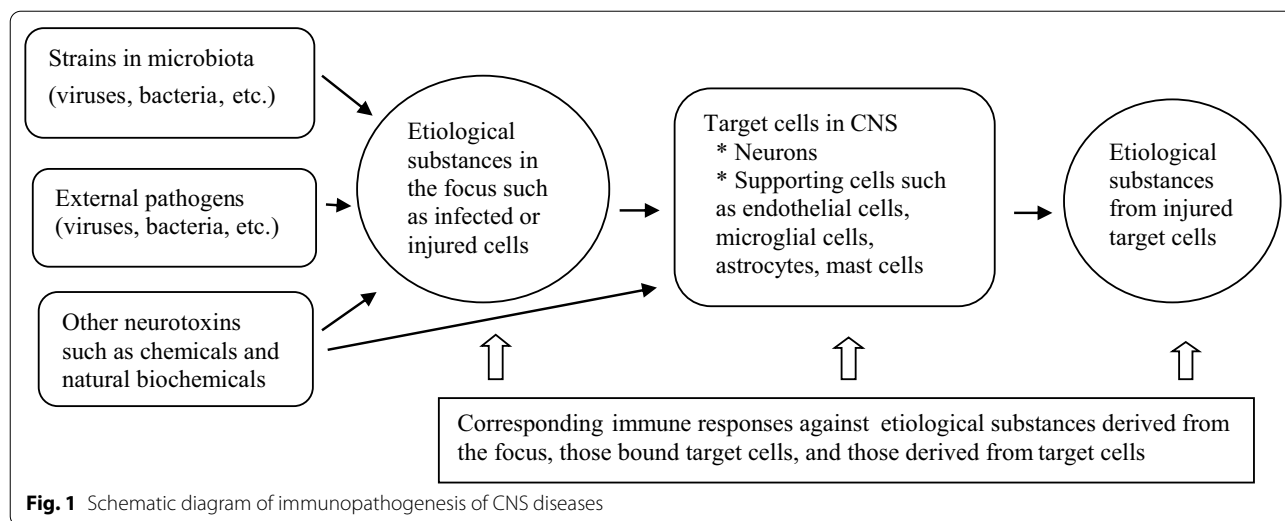 Strains in microbiota
(viruses, bacteria, etc.)
External pathogens
(viruses, bacteria, etc.)
Other neurotoxins
such as chemicals and
natural biochemicals
Etiological
substances in
the focus such
as infected or
injured cells
Target cells in CNS
* Neurons
* Supporting cells such
as endothelial cells,
microglial cells,
astrocytes, mast cells
Etiological
substances
from injured
target cells
Corresponding immune responses against etiological substances derived from
the focus, those bound target cells, and those derived from target cells
Fig. 1 Schematic diagram of immunopathogenesis of CNS diseases